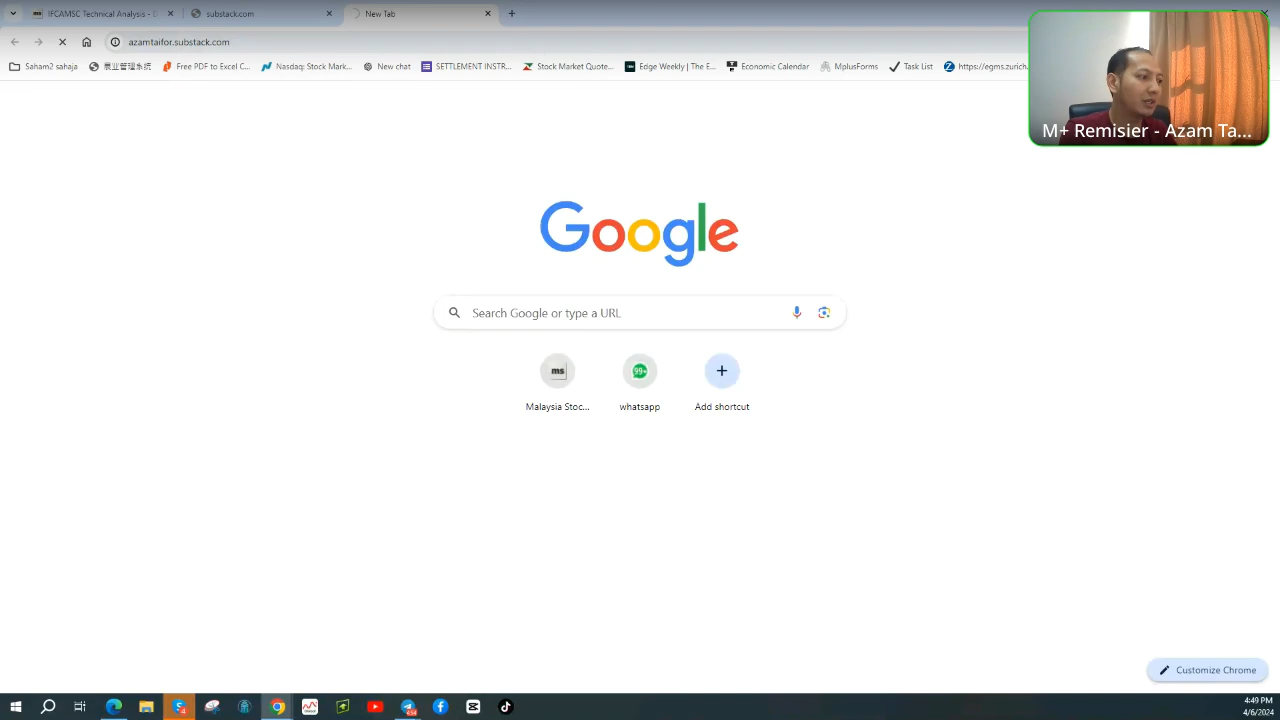 IFCAMSC Technical Analysis - D
substack.com
New Tab
azamtaifor.substack.com
Saham2 sahaja
Free PDF to Excel C...
Nasdaq: Stock Mark...
New chat
SETTLEMENT INSTR...
Stock Market Quote...
Edge Weekly | The E...
Economic Calendar
MplusForms
Task List
https://egms.zurich.
M+ Remisier - Azam Ta...
Google
Search Google or type a URL
ms
99+
Malaysia Stoc...
whatsapp
Add shortcut
Customize Chrome
4:49 PM
4/6/2024